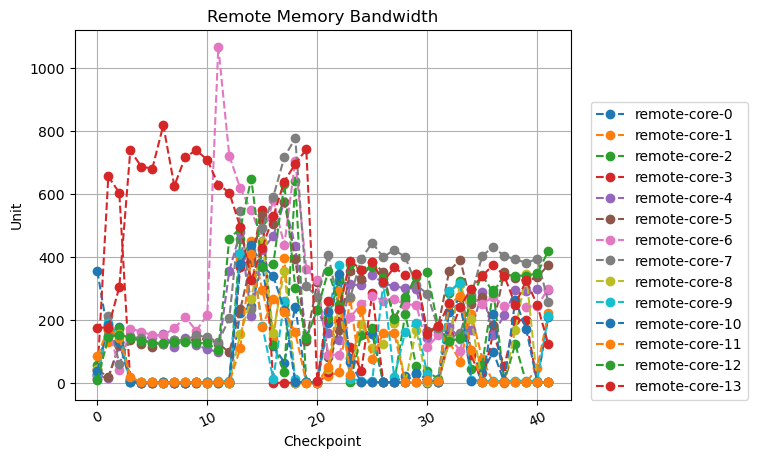 Remote Memory Bandwidth
Unit
1000
800
600
400
200
0
0
10
20
30
40
Checkpoint
remote-core-0
remote-core-1
remote-core-2
remote-core-3
remote-core-4
remote-core-5
remote-core-6
remote-core-7
remote-core-8
remote-core-9
remote-core-10
remote-core-11
remote-core-12
remote-core-13